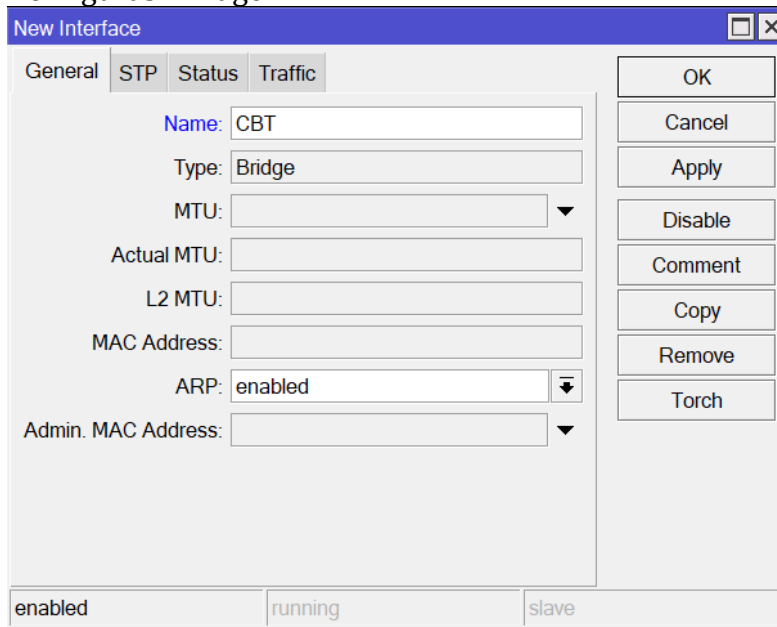 New Interface
General STP Status Traffic
Name: CBT
Type: Bridge
MTU:
Actual MTU:
L2 MTU:
MAC Address:
ARP: enabled
Admin. MAC Address:
OK
Cancel
Apply
Disable
Comment
Copy
Remove
Torch
enabled running slave